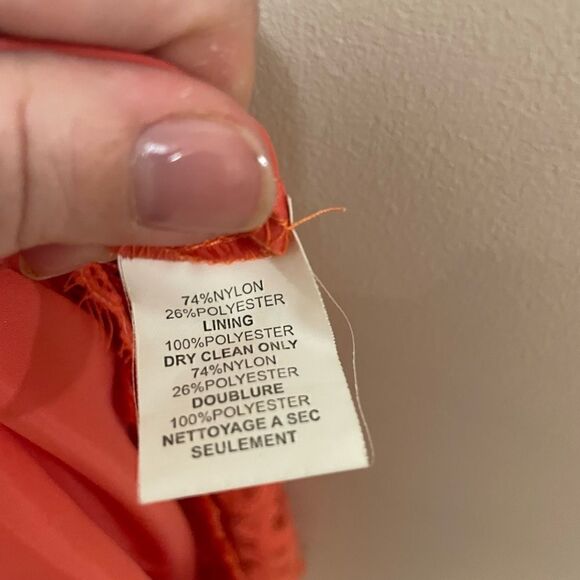 74%NYLON
26%POLYESTER
LINING
100%POLYESTER
DRY CLEAN ONLY
74%NYLON
26%POLYESTER
DOUBLURE
100%POLYESTER
NETTOYAGE A SEC
SEULEMENT